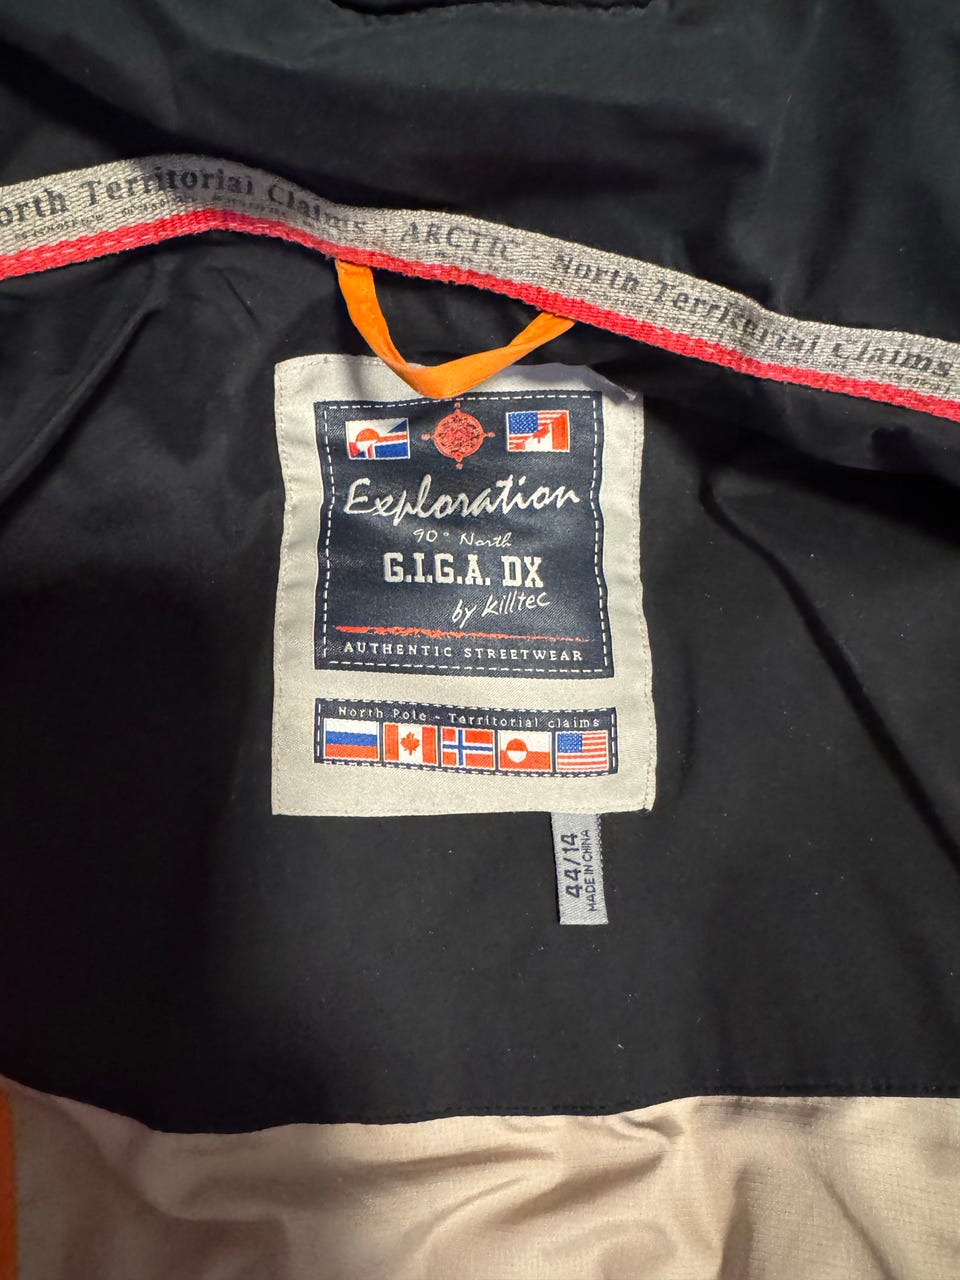 orth Territorial Claims · ARCTIC · North Territorial Claims
Exploration
90° North
G.I.G.A. DX
by killtec
AUTHENTIC STREETWEAR
North Pole - Territorial claims
44/14
MADE IN CHINA